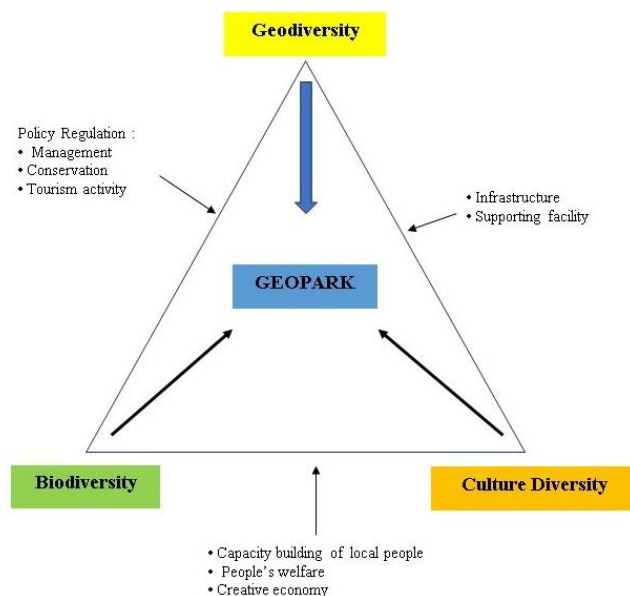 Geodiversity
Policy Regulation :
• Management
• Conservation
• Tourism activity
• Infrastructure
• Supporting facility
GEOPARK
Biodiversity
Culture Diversity
• Capacity building of local people
• People’s welfare
• Creative economy